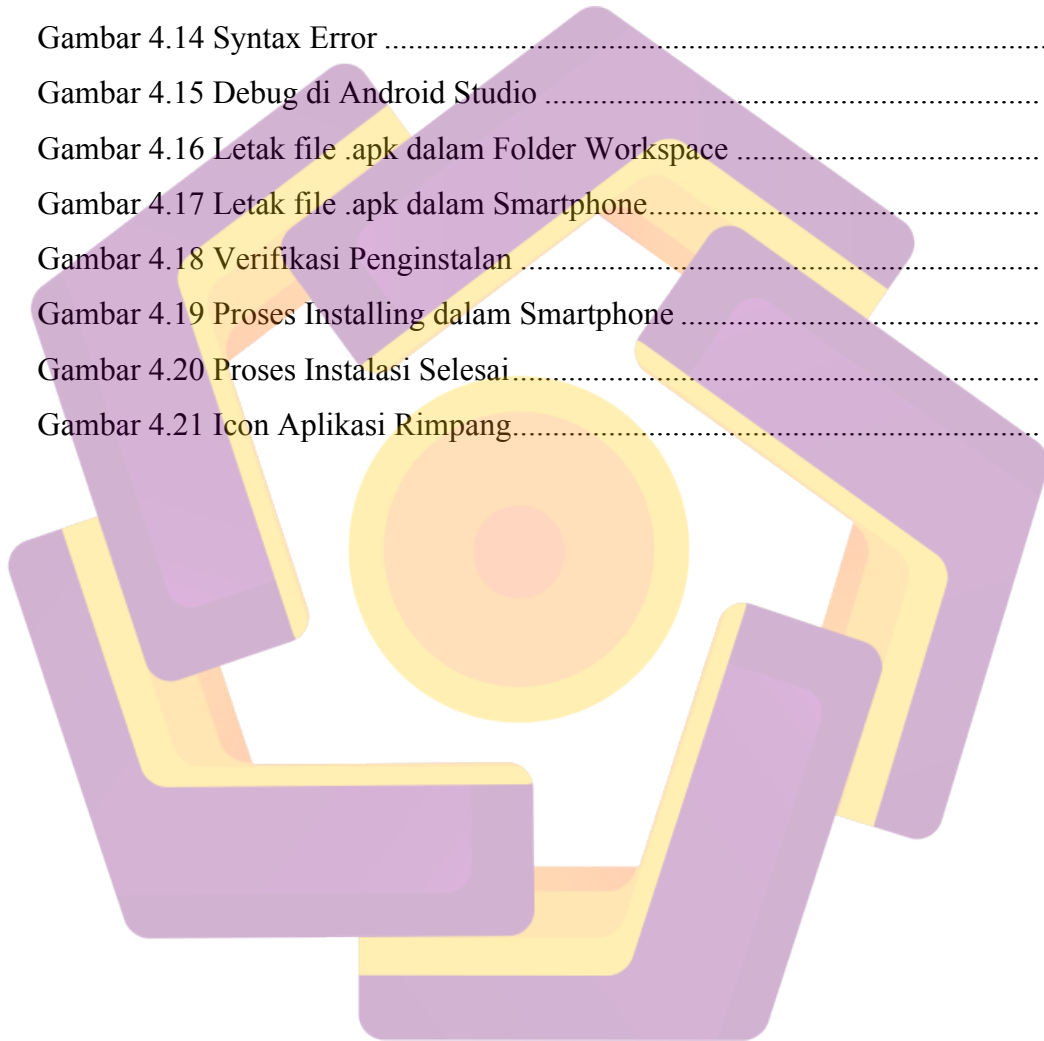 Gambar 4.14 Syntax Error ....................................................................................
Gambar 4.15 Debug di Android Studio ...............................................................
Gambar 4.16 Letak file .apk dalam Folder Workspace ......................................
Gambar 4.17 Letak file .apk dalam Smartphone.................................................
Gambar 4.18 Verifikasi Penginstalan ..................................................................
Gambar 4.19 Proses Installing dalam Smartphone .............................................
Gambar 4.20 Proses Instalasi Selesai...................................................................
Gambar 4.21 Icon Aplikasi Rimpang...................................................................